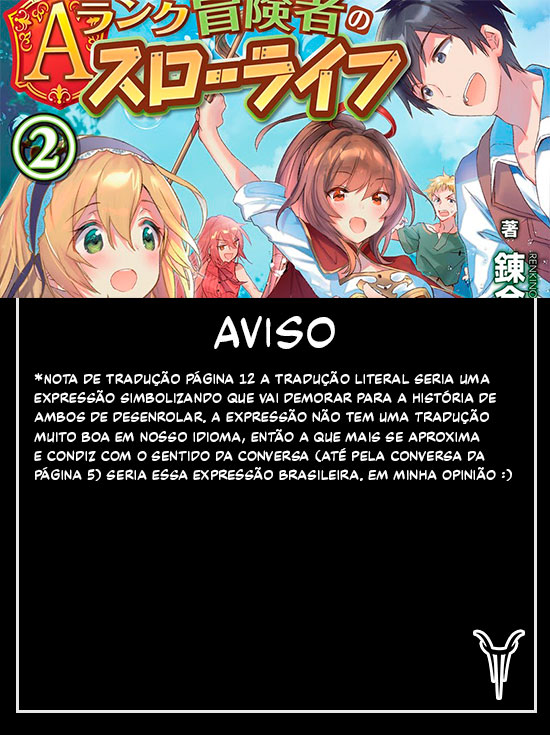 Aランク冒険者の
スローライフ
2
著
錬金
RENKINO
AVISO
*NOTA DE TRADUÇÃO PÁGINA 12 A TRADUÇÃO LITERAL SERIA UMA
EXPRESSÃO SIMBOLIZANDO QUE VAI DEMORAR PARA A HISTÓRIA DE
AMBOS DE DESENROLAR. A EXPRESSÃO NÃO TEM UMA TRADUÇÃO
MUITO BOA EM NOSSO IDIOMA, ENTÃO A QUE MAIS SE APROXIMA
E CONDIZ COM O SENTIDO DA CONVERSA (ATÉ PELA CONVERSA DA
PÁGINA 5) SERIA ESSA EXPRESSÃO BRASILEIRA. EM MINHA OPINIÃO :)